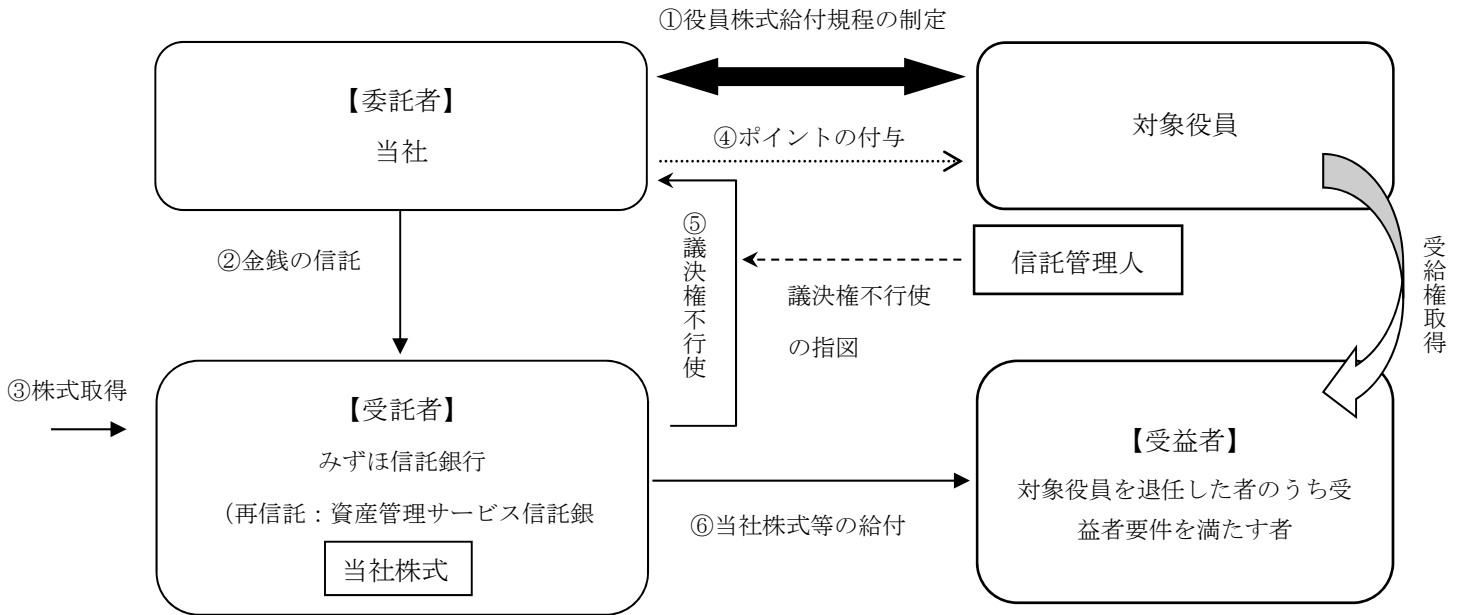 ①役員株式給付規程の制定
【委託者】
当社
対象役員
④ポイントの付与
②金銭の信託
⑤議決権不行使
信託管理人
議決権不行使
の指図
受給権取得
③株式取得
【受託者】
みずほ信託銀行
(再信託：資産管理サービス信託銀
当社株式
⑥当社株式等の給付
【受益者】
対象役員を退任した者のうち受
益者要件を満たす者